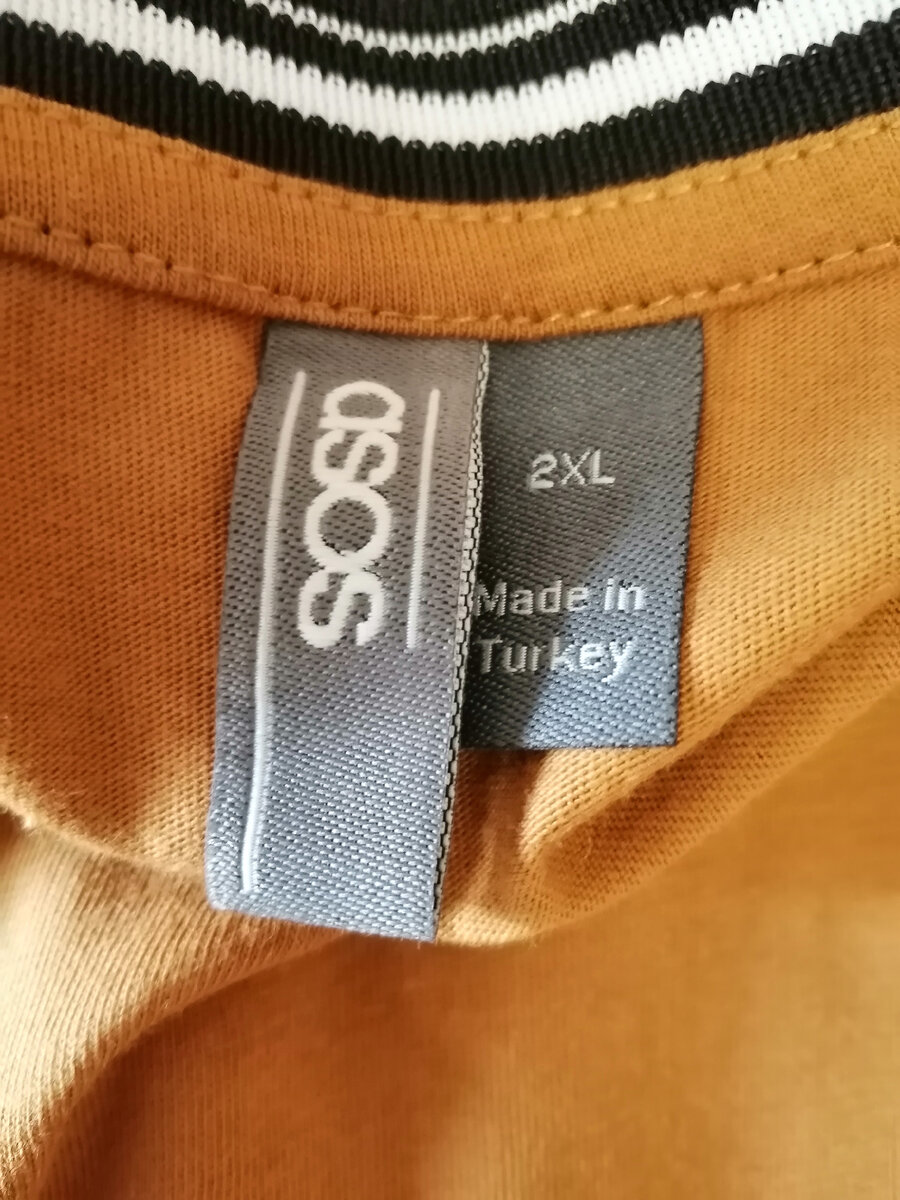 asos
2XL
Made in
Turkey